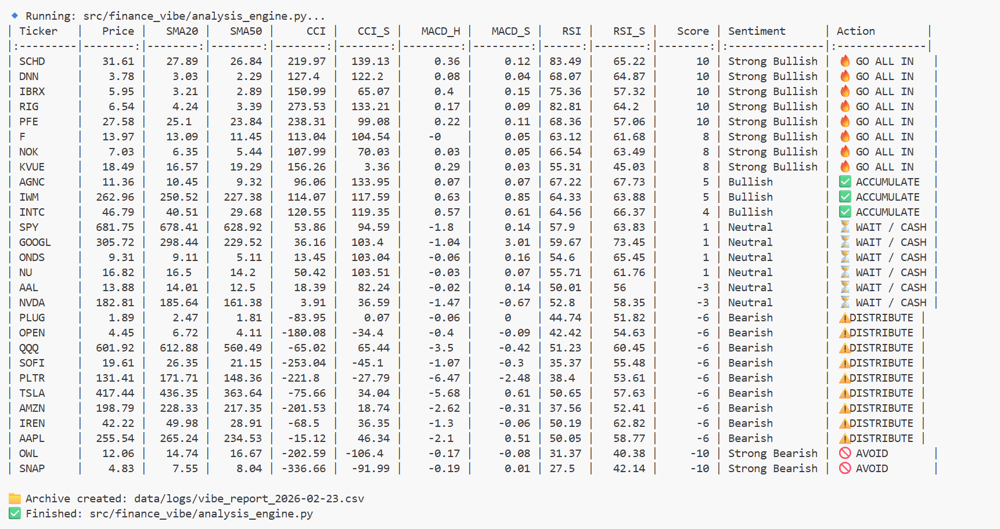 🔹 Running: src/finance_vibe/analysis_engine.py...
| Ticker | Price | SMA20 | SMA50 | CCI | CCI_S | MACD_H | MACD_S | RSI | RSI_S | Score | Sentiment | Action |
|:---------|--------:|--------:|--------:|--------:|--------:|---------:|---------:|------:|--------:|--------:|:---------------|:--------------|
| SCHD | 31.61 | 27.89 | 26.84 | 219.97 | 139.13 | 0.36 | 0.12 | 83.49 | 65.22 | 10 | Strong Bullish | 🔥 GO ALL IN |
| DNN | 3.78 | 3.03 | 2.29 | 127.4 | 122.2 | 0.08 | 0.04 | 68.07 | 64.87 | 10 | Strong Bullish | 🔥 GO ALL IN |
| IBRX | 5.95 | 3.21 | 2.89 | 150.99 | 65.07 | 0.4 | 0.15 | 75.36 | 57.32 | 10 | Strong Bullish | 🔥 GO ALL IN |
| RIG | 6.54 | 4.24 | 3.39 | 273.53 | 133.21 | 0.17 | 0.09 | 82.81 | 64.2 | 10 | Strong Bullish | 🔥 GO ALL IN |
| PFE | 27.58 | 25.1 | 23.84 | 238.31 | 99.08 | 0.22 | 0.11 | 68.36 | 57.06 | 10 | Strong Bullish | 🔥 GO ALL IN |
| F | 13.97 | 13.09 | 11.45 | 113.04 | 104.54 | -0 | 0.05 | 63.12 | 61.68 | 8 | Strong Bullish | 🔥 GO ALL IN |
| NOK | 7.03 | 6.35 | 5.44 | 107.99 | 70.03 | 0.03 | 0.05 | 66.54 | 63.49 | 8 | Strong Bullish | 🔥 GO ALL IN |
| KVUE | 18.49 | 16.57 | 19.29 | 156.26 | 3.36 | 0.29 | 0.03 | 55.31 | 45.03 | 8 | Strong Bullish | 🔥 GO ALL IN |
| AGNC | 11.36 | 10.45 | 9.32 | 96.06 | 133.95 | 0.07 | 0.07 | 67.22 | 67.73 | 5 | Bullish | ✅ ACCUMULATE |
| IWM | 262.96 | 250.52 | 227.38 | 114.07 | 117.59 | 0.63 | 0.85 | 64.33 | 63.88 | 5 | Bullish | ✅ ACCUMULATE |
| INTC | 46.79 | 40.51 | 29.68 | 120.55 | 119.35 | 0.57 | 0.61 | 64.56 | 66.37 | 4 | Bullish | ✅ ACCUMULATE |
| SPY | 681.75 | 678.41 | 628.92 | 53.86 | 94.59 | -1.8 | 0.14 | 57.9 | 63.83 | 1 | Neutral | ⏳ WAIT / CASH |
| GOOGL | 305.72 | 298.44 | 229.52 | 36.16 | 103.4 | -1.04 | 3.01 | 59.67 | 73.45 | 1 | Neutral | ⏳ WAIT / CASH |
| ONDS | 9.31 | 9.11 | 5.11 | 13.45 | 103.04 | -0.06 | 0.16 | 54.6 | 65.45 | 1 | Neutral | ⏳ WAIT / CASH |
| NU | 16.82 | 16.5 | 14.2 | 50.42 | 103.51 | -0.03 | 0.07 | 55.71 | 61.76 | 1 | Neutral | ⏳ WAIT / CASH |
| AAL | 13.88 | 14.01 | 12.5 | 18.39 | 82.24 | -0.02 | 0.14 | 50.01 | 56 | -3 | Neutral | ⏳ WAIT / CASH |
| NVDA | 182.81 | 185.64 | 161.38 | 3.91 | 36.59 | -1.47 | -0.67 | 52.8 | 58.35 | -3 | Neutral | ⏳ WAIT / CASH |
| PLUG | 1.89 | 2.47 | 1.81 | -83.95 | 0.07 | -0.06 | 0 | 44.74 | 51.82 | -6 | Bearish | ⚠️DISTRIBUTE |
| OPEN | 4.45 | 6.72 | 4.11 | -180.08 | -34.4 | -0.4 | -0.09 | 42.42 | 54.63 | -6 | Bearish | ⚠️DISTRIBUTE |
| QQQ | 601.92 | 612.88 | 560.49 | -65.02 | 65.44 | -3.5 | -0.42 | 51.23 | 60.45 | -6 | Bearish | ⚠️DISTRIBUTE |
| SOFI | 19.61 | 26.35 | 21.15 | -253.04 | -45.1 | -1.07 | -0.3 | 35.37 | 55.48 | -6 | Bearish | ⚠️DISTRIBUTE |
| PLTR | 131.41 | 171.71 | 148.36 | -221.8 | -27.79 | -6.47 | -2.48 | 38.4 | 53.61 | -6 | Bearish | ⚠️DISTRIBUTE |
| TSLA | 417.44 | 436.35 | 363.64 | -75.66 | 34.04 | -5.68 | 0.61 | 50.65 | 57.63 | -6 | Bearish | ⚠️DISTRIBUTE |
| AMZN | 198.79 | 228.33 | 217.35 | -201.53 | 18.74 | -2.62 | -0.31 | 37.56 | 52.41 | -6 | Bearish | ⚠️DISTRIBUTE |
| IREN | 42.22 | 49.98 | 28.91 | -68.5 | 36.35 | -1.3 | -0.06 | 50.19 | 62.82 | -6 | Bearish | ⚠️DISTRIBUTE |
| AAPL | 255.54 | 265.24 | 234.53 | -15.12 | 46.34 | -2.1 | 0.51 | 50.05 | 58.77 | -6 | Bearish | ⚠️DISTRIBUTE |
| OWL | 12.06 | 14.74 | 16.67 | -202.59 | -106.4 | -0.17 | -0.08 | 31.37 | 40.38 | -10 | Strong Bearish | 🚫 AVOID |
| SNAP | 4.83 | 7.55 | 8.04 | -336.66 | -91.99 | -0.19 | 0.01 | 27.5 | 42.14 | -10 | Strong Bearish | 🚫 AVOID |
📁 Archive created: data/logs/vibe_report_2026-02-23.csv
✅ Finished: src/finance_vibe/analysis_engine.py